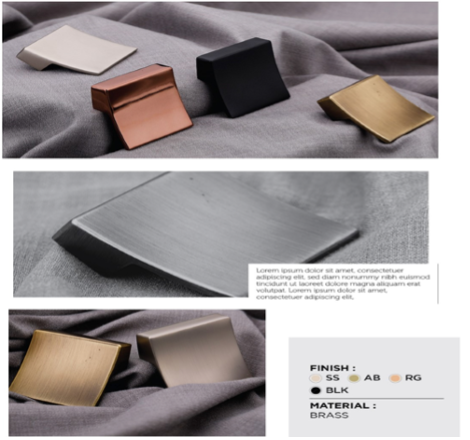 Lorem ipsum dolor sit amet, consectetuer
adipiscing elit, sed diam nonummy nibh euismod
tincidunt ut laoreet dolore magna aliquam erat
volutpat. Lorem ipsum dolor sit amet,
consectetuer adipiscing elit,
FINISH :
SS AB RG
BLK
MATERIAL :
BRASS